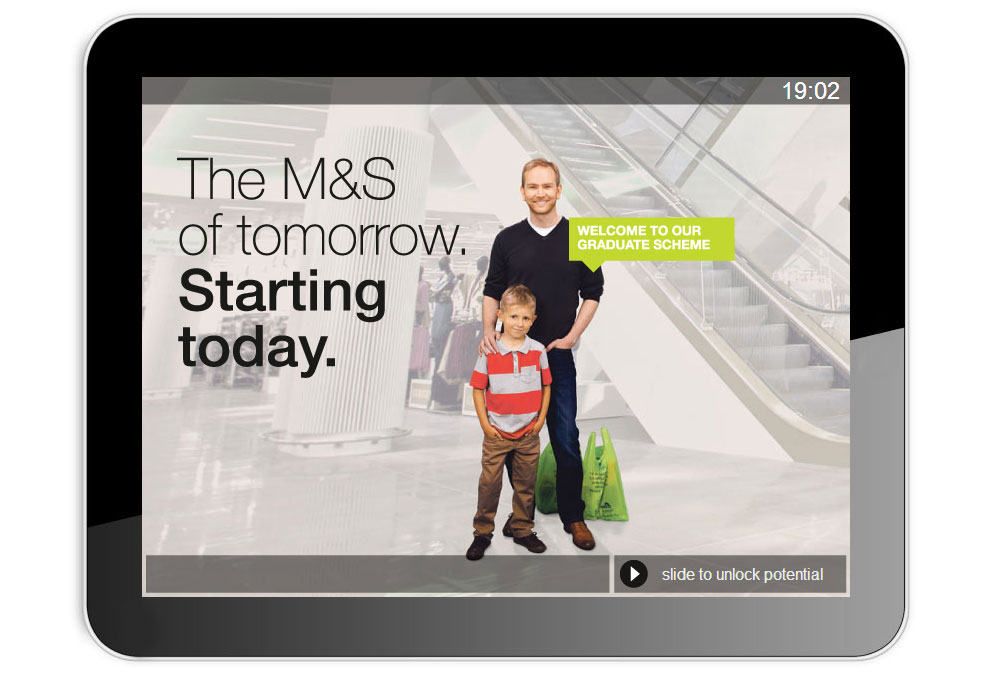 19:02
The M&S
of tomorrow.
Starting
today.
WELCOME TO OUR
GRADUATE SCHEME
slide to unlock potential